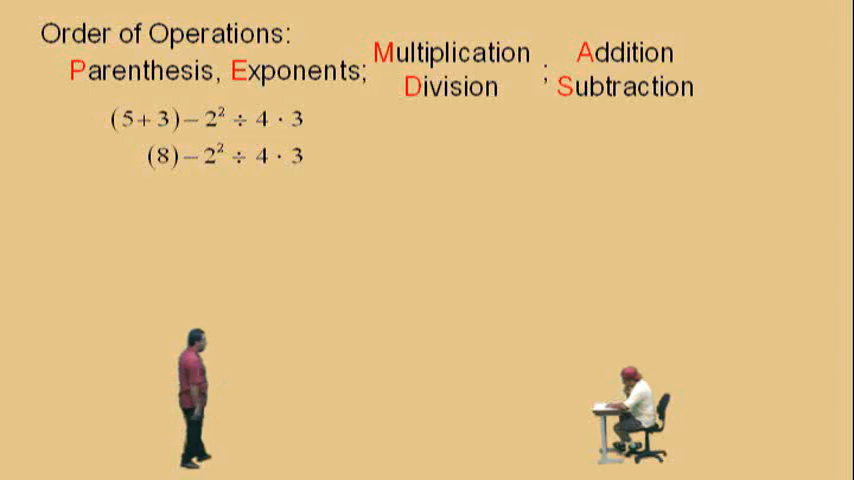 Order of Operations:
Parenthesis, Exponents; Multiplication Division ; Addition Subtraction
(5+3)−2² ÷ 4 · 3
(8)−2² ÷ 4 · 3